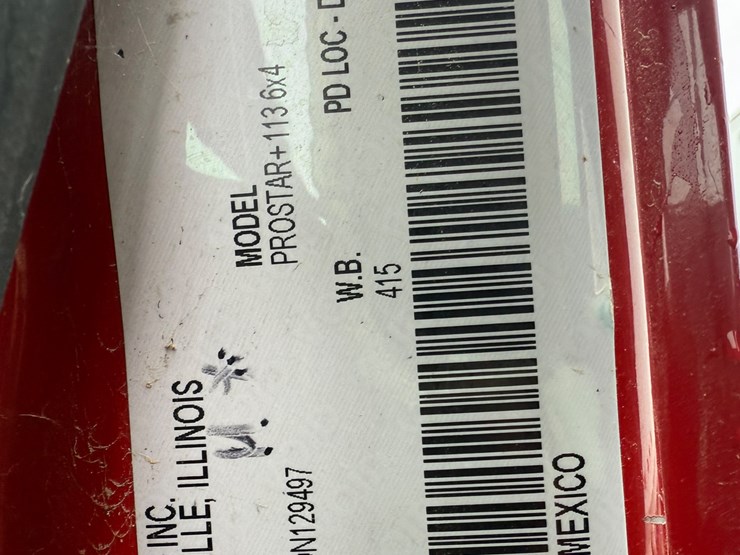 INC.
LLE, ILLINOIS
MODEL
PROSTAR+ 113 6x4
N129497
W.B.
415
PD LOC - D
MEXICO